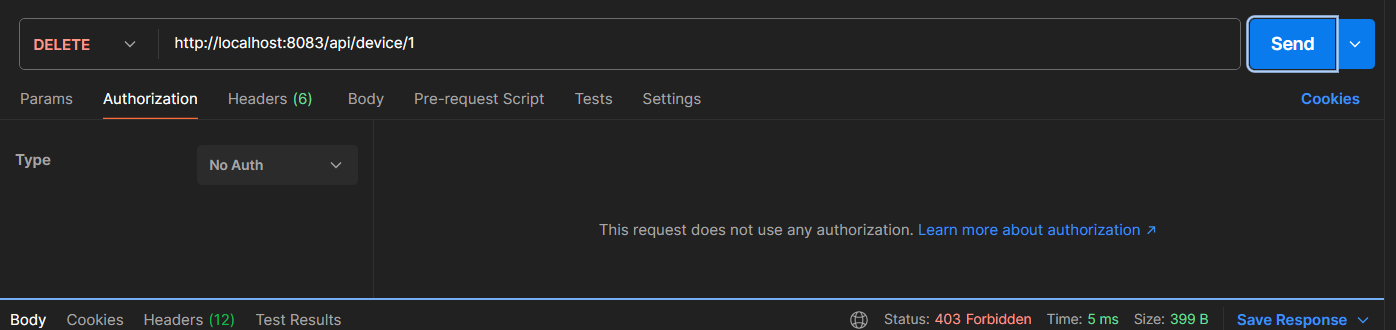 DELETE http://localhost:8083/api/device/1 Send
Params Authorization Headers (6) Body Pre-request Script Tests Settings Cookies
Type No Auth
This request does not use any authorization. Learn more about authorization ↗
Body Cookies Headers (12) Test Results Status: 403 Forbidden Time: 5 ms Size: 399 B Save Response